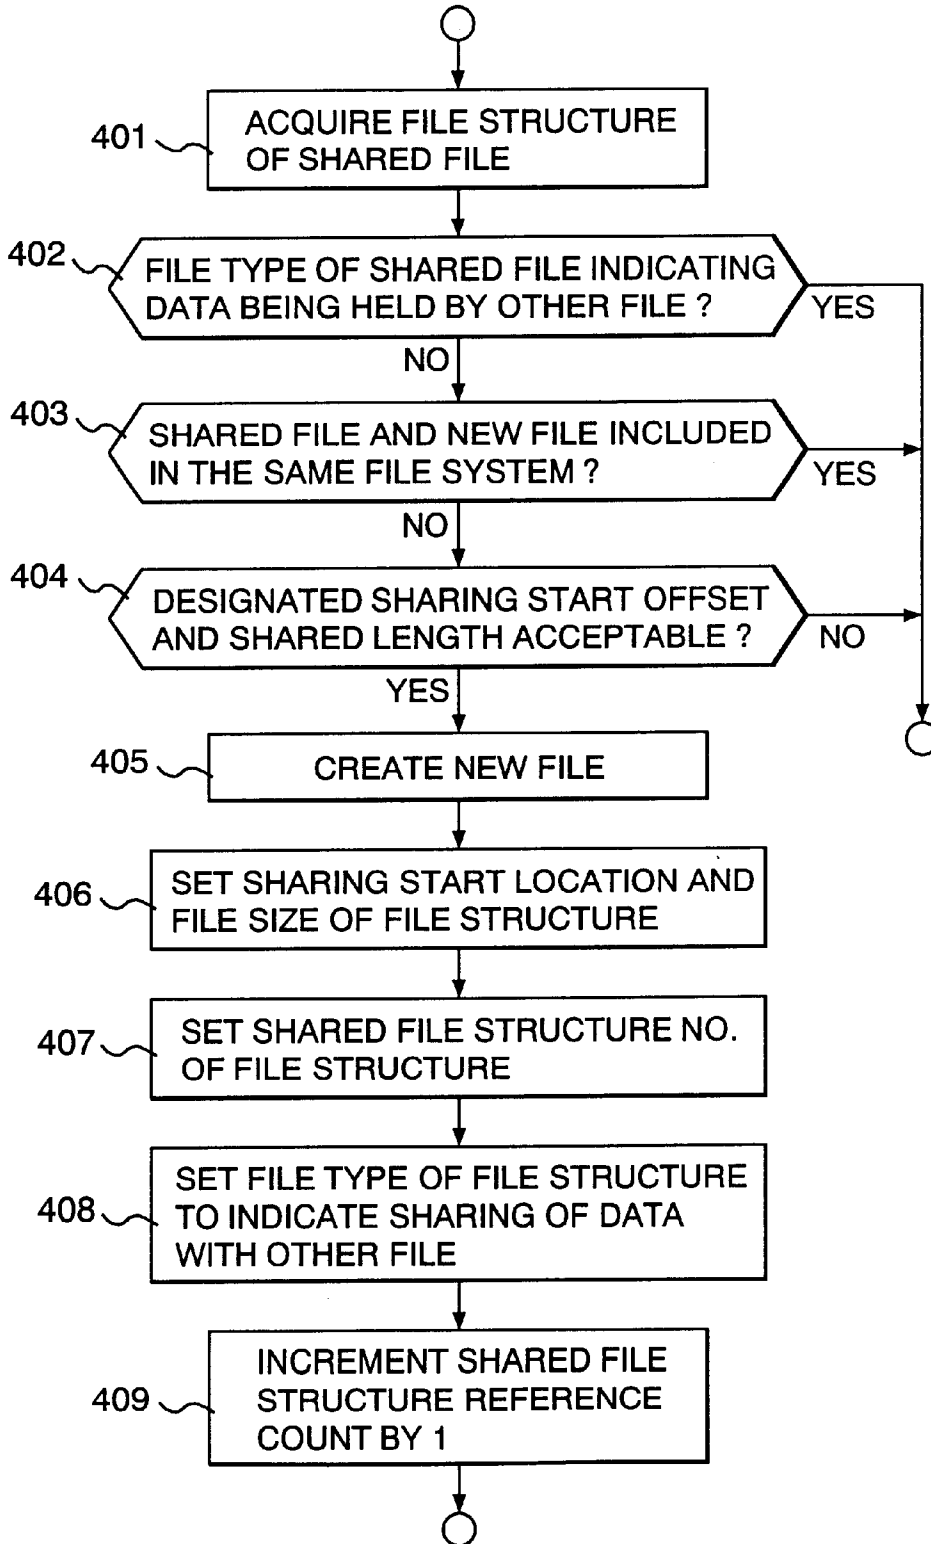 401
ACQUIRE FILE STRUCTURE
OF SHARED FILE
402
FILE TYPE OF SHARED FILE INDICATING
DATA BEING HELD BY OTHER FILE ?
YES
NO
403
SHARED FILE AND NEW FILE INCLUDED
IN THE SAME FILE SYSTEM ?
YES
NO
404
DESIGNATED SHARING START OFFSET
AND SHARED LENGTH ACCEPTABLE ?
NO
YES
405
CREATE NEW FILE
406
SET SHARING START LOCATION AND
FILE SIZE OF FILE STRUCTURE
407
SET SHARED FILE STRUCTURE NO.
OF FILE STRUCTURE
408
SET FILE TYPE OF FILE STRUCTURE
TO INDICATE SHARING OF DATA
WITH OTHER FILE
409
INCREMENT SHARED FILE
STRUCTURE REFERENCE
COUNT BY 1